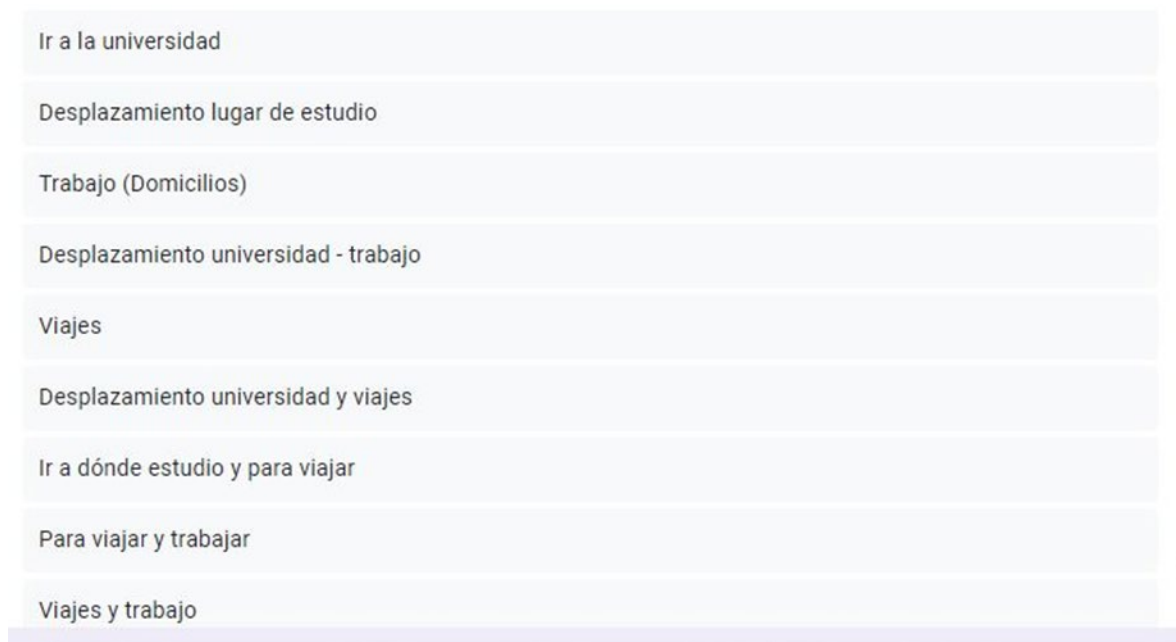 Ir a la universidad
Desplazamiento lugar de estudio
Trabajo (Domicilios)
Desplazamiento universidad - trabajo
Viajes
Desplazamiento universidad y viajes
Ir a dónde estudio y para viajar
Para viajar y trabajar
Viajes y trabajo